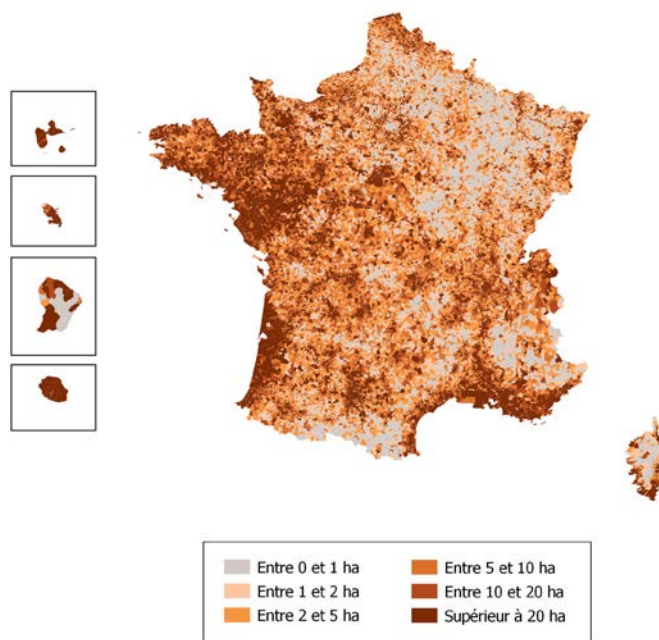 Entre 0 et 1 ha
Entre 1 et 2 ha
Entre 2 et 5 ha
Entre 5 et 10 ha
Entre 10 et 20 ha
Supérieur à 20 ha